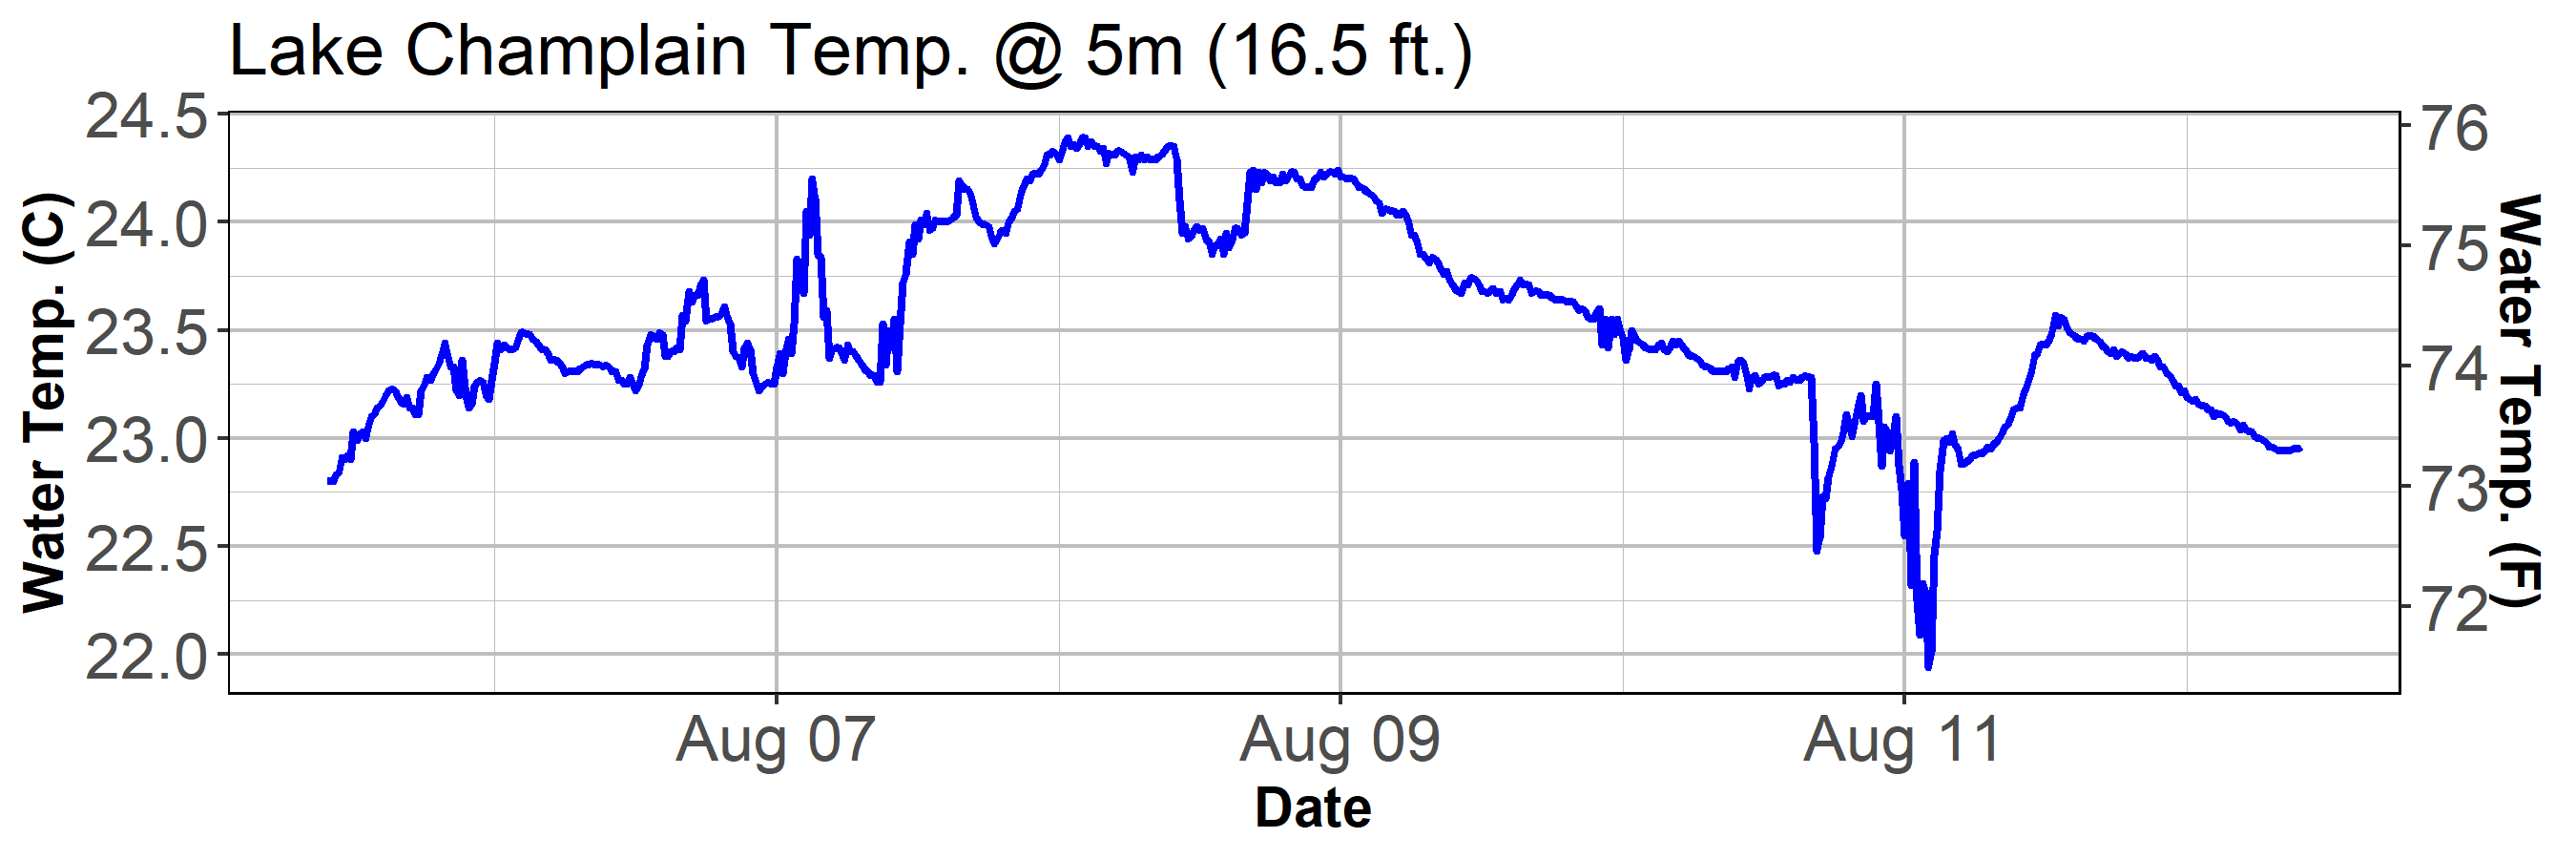 Lake Champlain Temp. @ 5m (16.5 ft.)
Water Temp. (C)
24.5
24.0
23.5
23.0
22.5
22.0
76
75
74
73
72
Water Temp. (F)
Aug 07 Aug 09 Aug 11
Date